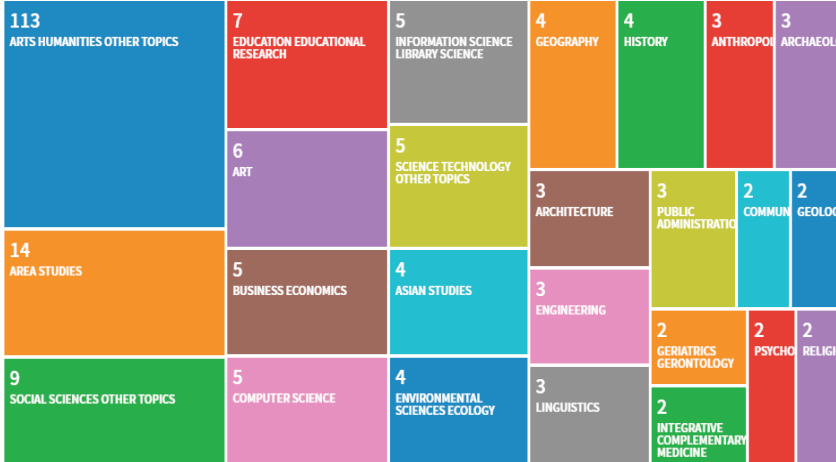 113
ARTS HUMANITIES OTHER TOPICS
14
AREA STUDIES
9
SOCIAL SCIENCES OTHER TOPICS
7
EDUCATION EDUCATIONAL
RESEARCH
6
ART
5
BUSINESS ECONOMICS
5
COMPUTER SCIENCE
5
INFORMATION SCIENCE
LIBRARY SCIENCE
5
SCIENCE TECHNOLOGY
OTHER TOPICS
4
ASIAN STUDIES
4
ENVIRONMENTAL
SCIENCES ECOLOGY
4
GEOGRAPHY
4
HISTORY
3
ANTHROPOL
3
ARCHAEOL
3
ARCHITECTURE
3
ENGINEERING
3
LINGUISTICS
3
PUBLIC
ADMINISTRATIO
2
COMMUN
2
GEOLOG
2
GERIATRICS
GERONTOLOGY
2
INTEGRATIVE
COMPLEMENTARY
MEDICINE
2
PSYCHO
2
RELIGI